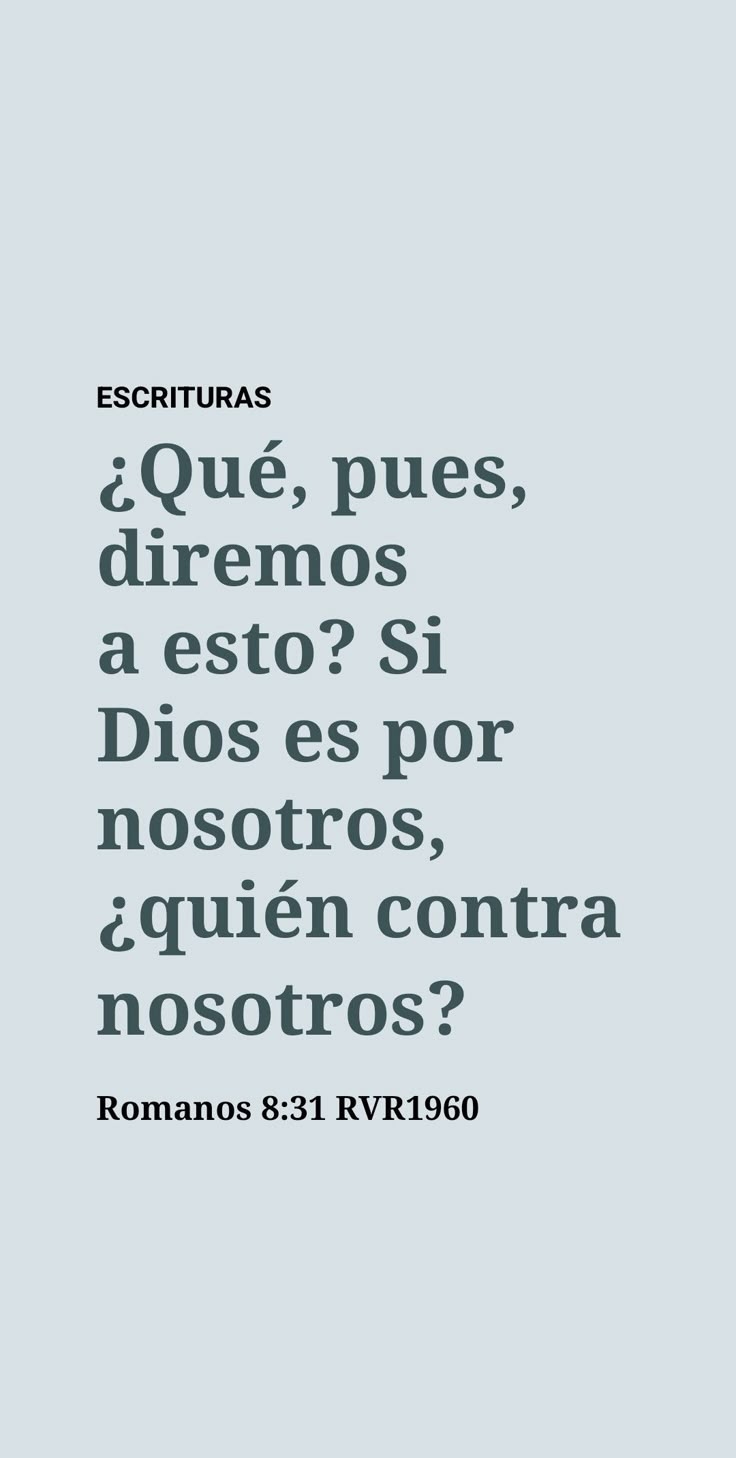 ESCRITURAS
¿Qué, pues,
diremos
a esto? Si
Dios es por
nosotros,
¿quién contra
nosotros?
Romanos 8:31 RVR1960